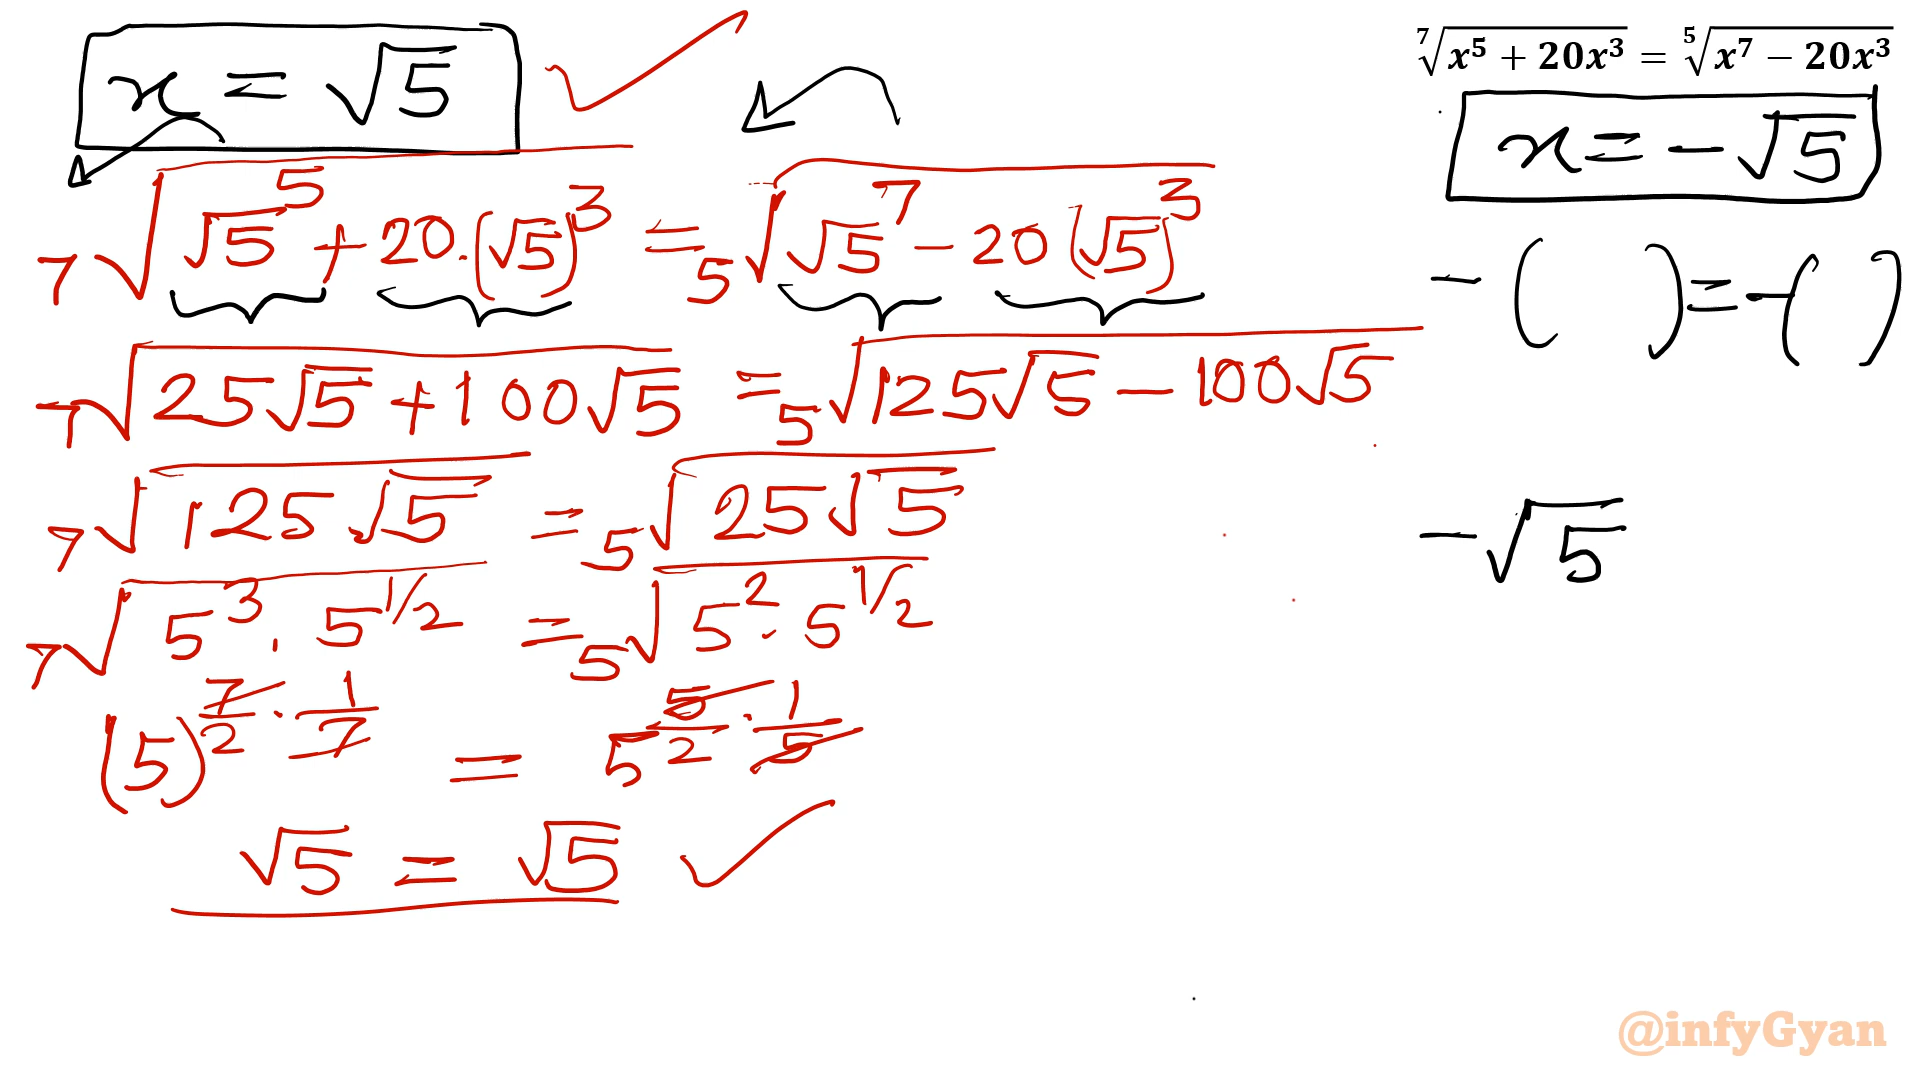 x = √5
⁷√(x⁵ + 20x³) = ⁵√(x⁷ − 20x³)
x = −√5
⁷√(√5⁵ + 20.(√5)³) = ⁵√(√5⁷ − 20(√5)³)
−( ) = −( )
⁷√(25√5 + 100√5) = ⁵√(125√5 − 100√5)
⁷√(125√5) = ⁵√(25√5)
−√5
⁷√(5³ . 5^(1/2)) = ⁵√(5² . 5^(1/2))
(5)^(7/2 · 1/7) = 5^(5/2 · 1/5)
√5 = √5
@infyGyan